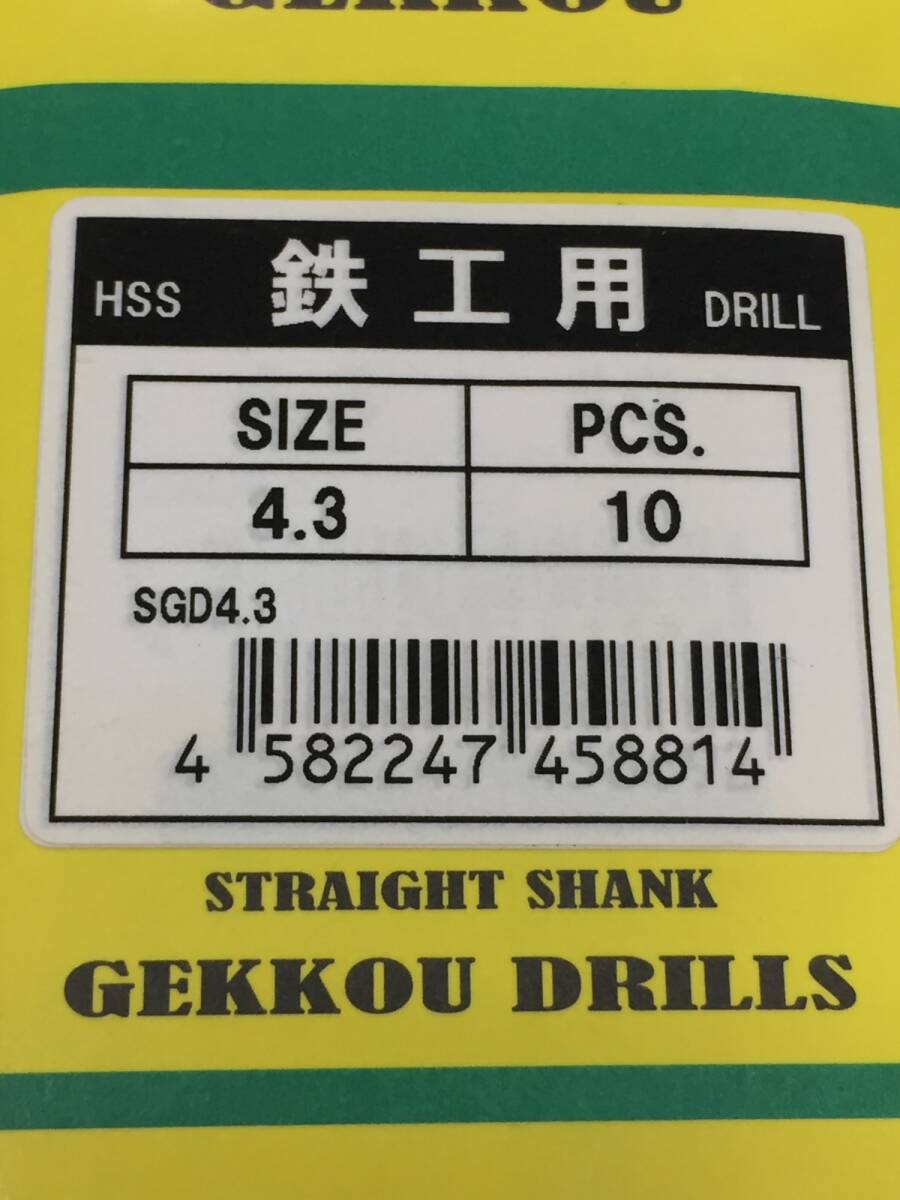 GEKKOU
HSS 鉄工用 DRILL
SIZE PCS.
4.3 10
SGD4.3
4 582247 458814
STRAIGHT SHANK
GEKKOU DRILLS